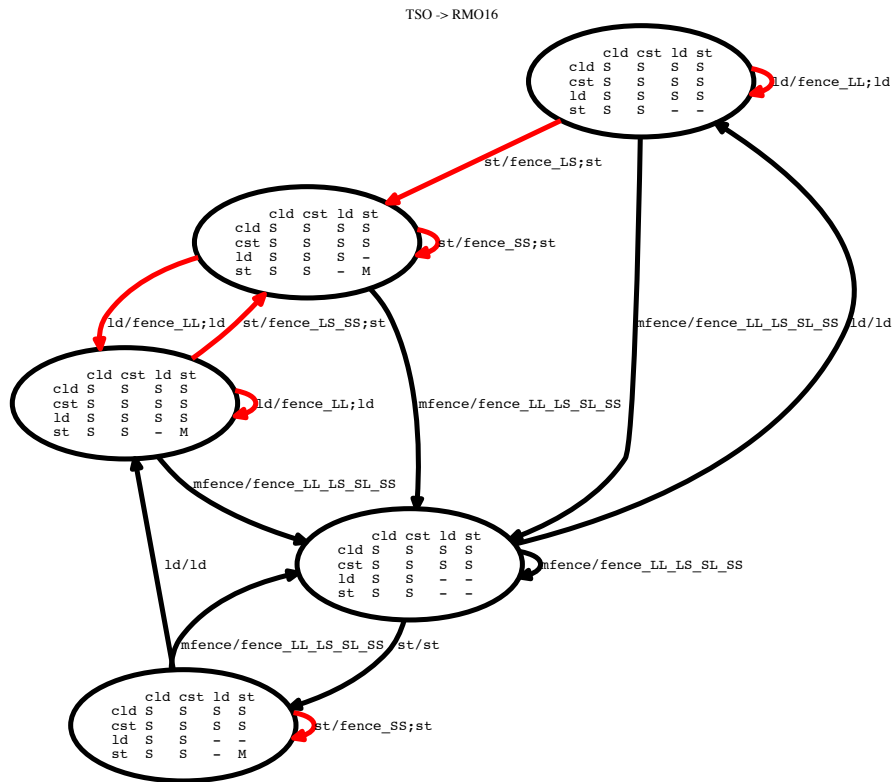 TSO -> RMO16
cld cst ld st
cld S S S S
cst S S S S
ld S S S S
st S S - -
ld/fence_LL;ld
st/fence_LS;st
cld cst ld st
cld S S S S
cst S S S S
ld S S S -
st S S - M
st/fence_SS;st
ld/fence_LL;ld
st/fence_LS_SS;st
mfence/fence_LL_LS_SL_SS
ld/ld
cld cst ld st
cld S S S S
cst S S S S
ld S S S S
st S S - M
ld/fence_LL;ld
mfence/fence_LL_LS_SL_SS
mfence/fence_LL_LS_SL_SS
cld cst ld st
cld S S S S
cst S S S S
ld S S - -
st S S - -
mfence/fence_LL_LS_SL_SS
ld/ld
mfence/fence_LL_LS_SL_SS
st/st
cld cst ld st
cld S S S S
cst S S S S
ld S S - -
st S S - M
st/fence_SS;st